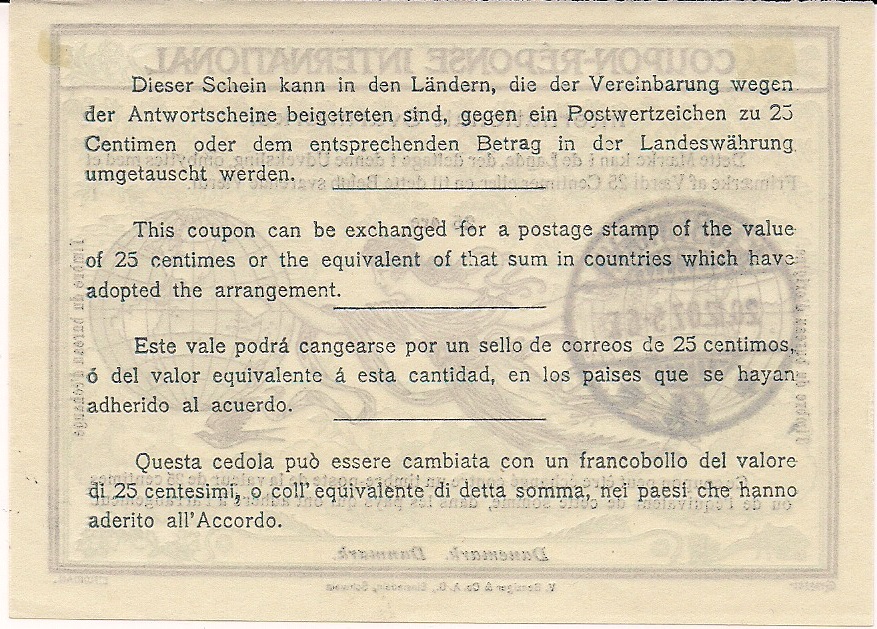 Dieser Schein kann in den Ländern, die der Vereinbarung wegen
der Antwortscheine beigetreten sind, gegen ein Postwertzeichen zu 25
Centimen oder dem entsprechenden Betrag in der Landeswährung
umgetauscht werden.
This coupon can be exchanged for a postage stamp of the value
of 25 centimes or the equivalent of that sum in countries which have
adopted the arrangement.
Este vale podrá cangearse por un sello de correos de 25 centimos,
ó del valor equivalente á esta cantidad, en los paises que se hayan
adherido al acuerdo.
Questa cedola può essere cambiata con un francobollo del valore
di 25 centesimi, o coll'equivalente di detta somma, nei paesi che hanno
aderito all'Accordo.
COUPON-RÉPONSE INTERNATIONAL
Danemark. Danmark.